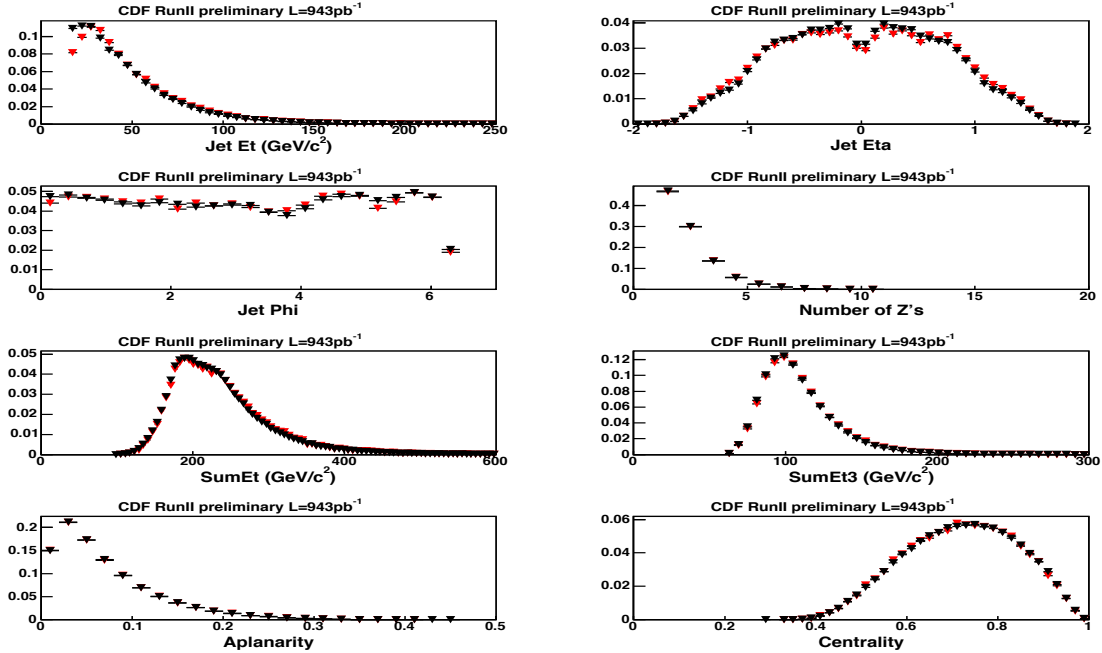 CDF RunII preliminary L=943pb-1
0.1
0.08
0.06
0.04
0.02
0
0 50 100 150 200 250
Jet Et (GeV/c2)
CDF RunII preliminary L=943pb-1
0.04
0.03
0.02
0.01
0
-2 -1 0 1 2
Jet Eta
CDF RunII preliminary L=943pb-1
0.05
0.04
0.03
0.02
0.01
0
0 2 4 6
Jet Phi
CDF RunII preliminary L=943pb-1
0.4
0.3
0.2
0.1
0
0 5 10 15 20
Number of Z's
CDF RunII preliminary L=943pb-1
0.05
0.04
0.03
0.02
0.01
0
0 200 400 600
SumEt (GeV/c2)
CDF RunII preliminary L=943pb-1
0.12
0.1
0.08
0.06
0.04
0.02
0
0 100 200 300
SumEt3 (GeV/c2)
CDF RunII preliminary L=943pb-1
0.2
0.15
0.1
0.05
0
0 0.1 0.2 0.3 0.4 0.5
Aplanarity
CDF RunII preliminary L=943pb-1
0.06
0.04
0.02
0
0 0.2 0.4 0.6 0.8 1
Centrality